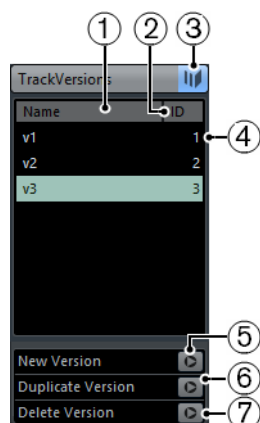 1 2 3
TrackVersions
Name ID
v1 1 4
v2 2
v3 3
5
New Version
6
Duplicate Version
Delete Version 7